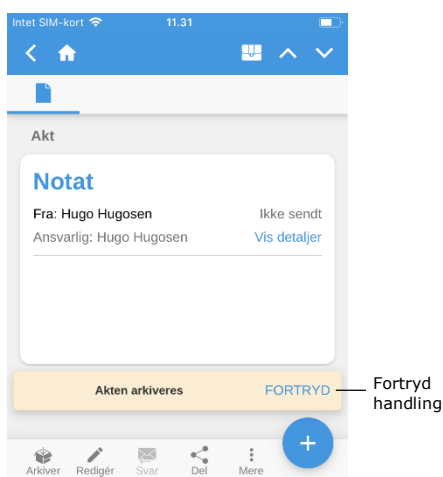 Intet SIM-kort 11.31
Akt
Notat
Fra: Hugo Hugosen Ikke sendt
Ansvarlig: Hugo Hugosen Vis detaljer
Akten arkiveres FORTRYD
Fortryd
handling
Arkiver Redigér Svar Del Mere